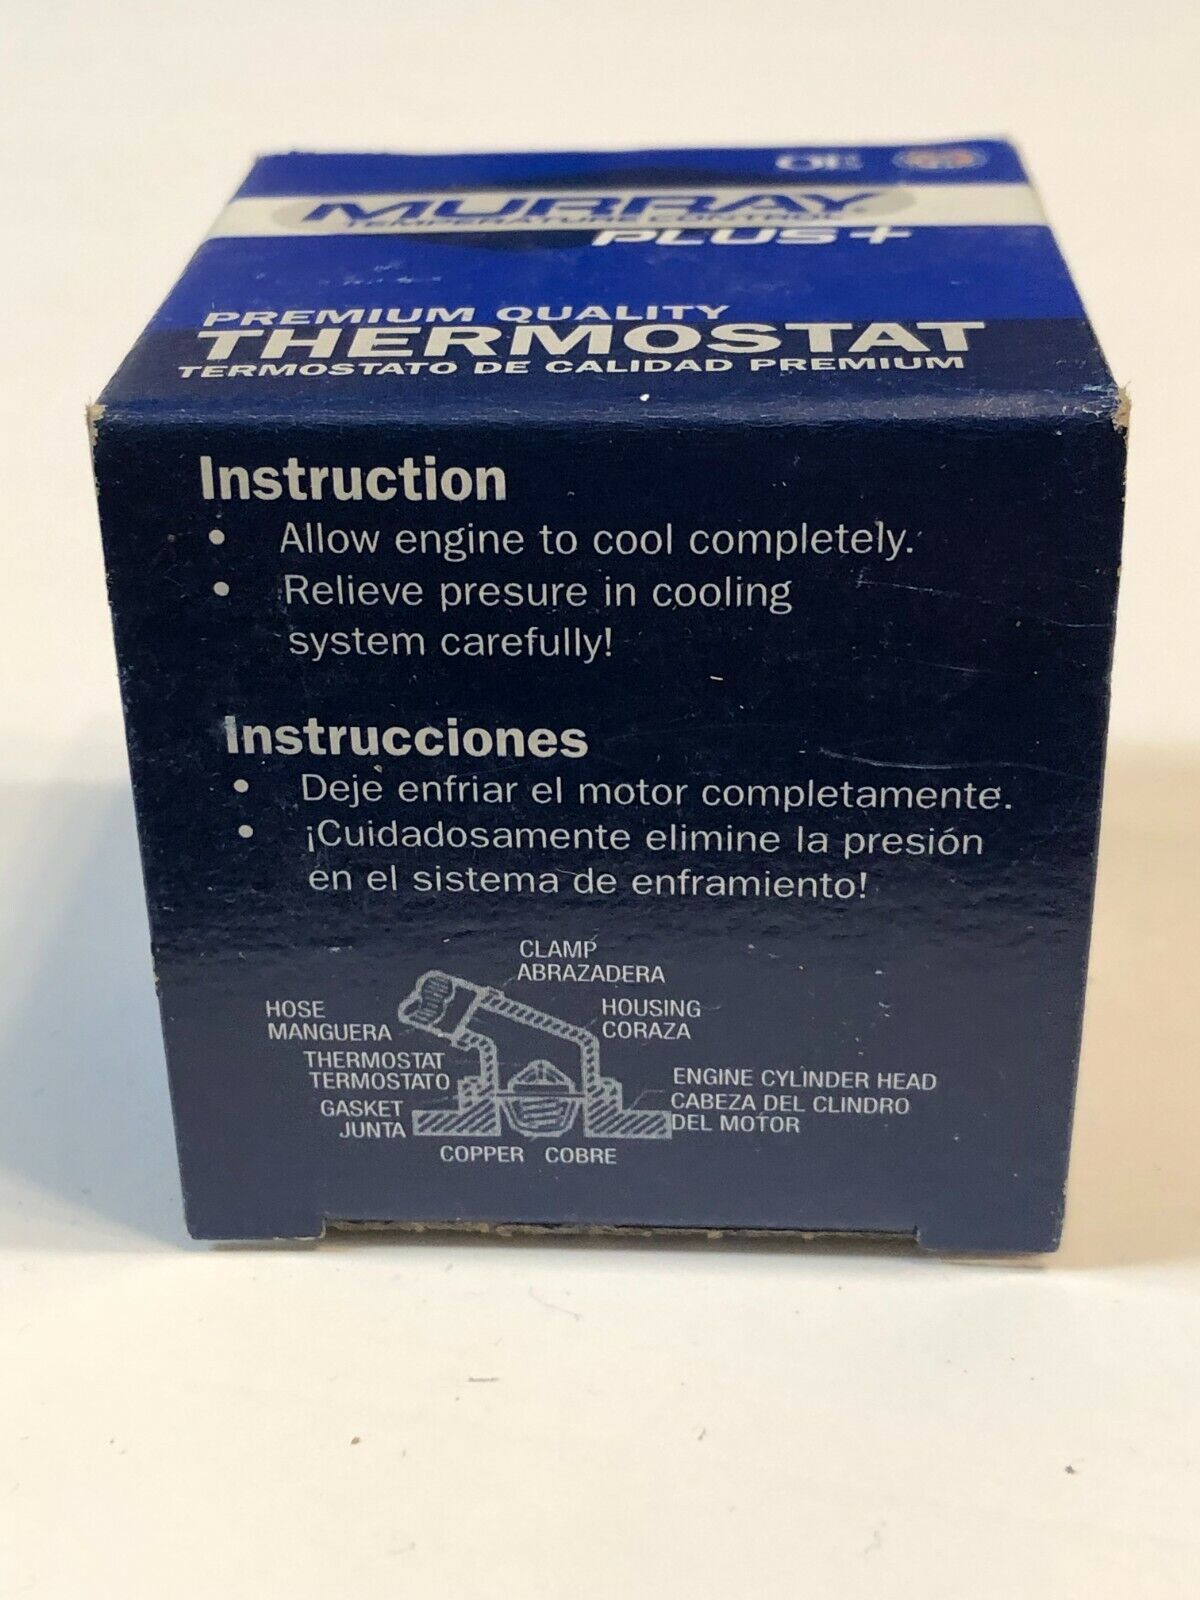 MURRAY
TEMPERATURE CONTROL
PLUS+
PREMIUM QUALITY
THERMOSTAT
TERMOSTATO DE CALIDAD PREMIUM
Instruction
• Allow engine to cool completely.
• Relieve presure in cooling
system carefully!
Instrucciones
• Deje enfriar el motor completamente.
• ¡Cuidadosamente elimine la presión
en el sistema de enframiento!
CLAMP
ABRAZADERA
HOSE
MANGUERA
HOUSING
CORAZA
THERMOSTAT
TERMOSTATO
ENGINE CYLINDER HEAD
CABEZA DEL CLINDRO
DEL MOTOR
GASKET
JUNTA
COPPER COBRE